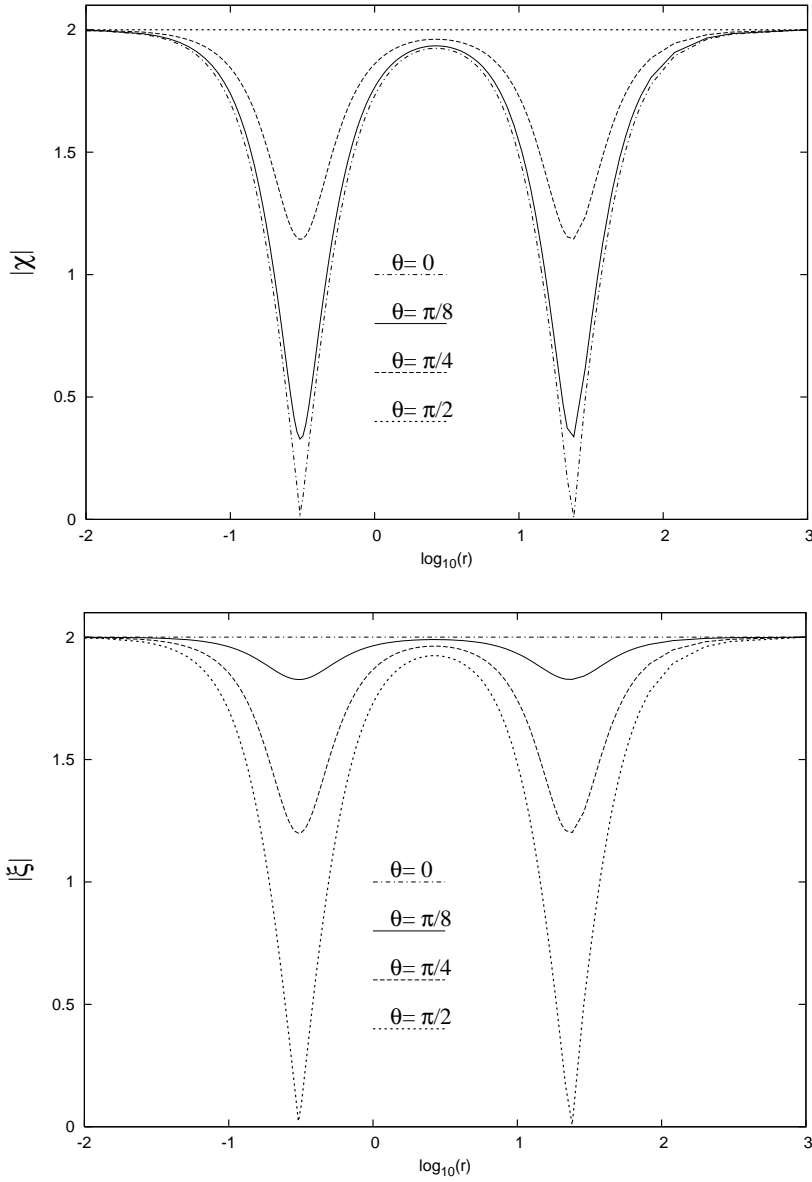 2
1.5
|χ|
1
0.5
0
θ= 0
θ= π/8
θ= π/4
θ= π/2
-2 -1 0 1 2 3
log10(r)
2
1.5
|ξ|
1
0.5
0
θ= 0
θ= π/8
θ= π/4
θ= π/2
-2 -1 0 1 2 3
log10(r)